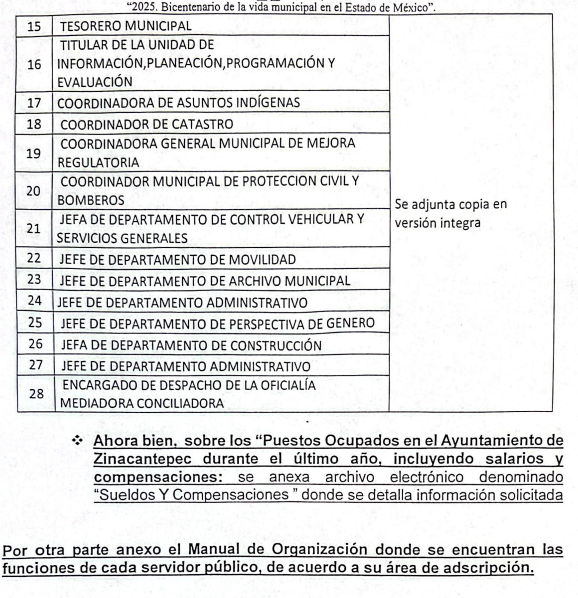 “2025. Bicentenario de la vida municipal en el Estado de México”.
15 TESORERO MUNICIPAL
16 TITULAR DE LA UNIDAD DE
INFORMACIÓN,PLANEACIÓN,PROGRAMACIÓN Y
EVALUACIÓN
17 COORDINADORA DE ASUNTOS INDÍGENAS
18 COORDINADOR DE CATASTRO
19 COORDINADORA GENERAL MUNICIPAL DE MEJORA
REGULATORIA
20 COORDINADOR MUNICIPAL DE PROTECCION CIVIL Y
BOMBEROS
21 JEFA DE DEPARTAMENTO DE CONTROL VEHICULAR Y
SERVICIOS GENERALES
22 JEFE DE DEPARTAMENTO DE MOVILIDAD
23 JEFE DE DEPARTAMENTO DE ARCHIVO MUNICIPAL
24 JEFE DE DEPARTAMENTO ADMINISTRATIVO
25 JEFE DE DEPARTAMENTO DE PERSPECTIVA DE GENERO
26 JEFA DE DEPARTAMENTO DE CONSTRUCCIÓN
27 JEFE DE DEPARTAMENTO ADMINISTRATIVO
28 ENCARGADO DE DESPACHO DE LA OFICIALÍA
MEDIADORA CONCILIADORA
Se adjunta copia en
versión integra
❖ Ahora bien, sobre los “Puestos Ocupados en el Ayuntamiento de
Zinacantepec durante el último año, incluyendo salarios y
compensaciones: se anexa archivo electrónico denominado
“Sueldos Y Compensaciones ” donde se detalla información solicitada
Por otra parte anexo el Manual de Organización donde se encuentran las
funciones de cada servidor público, de acuerdo a su área de adscripción.